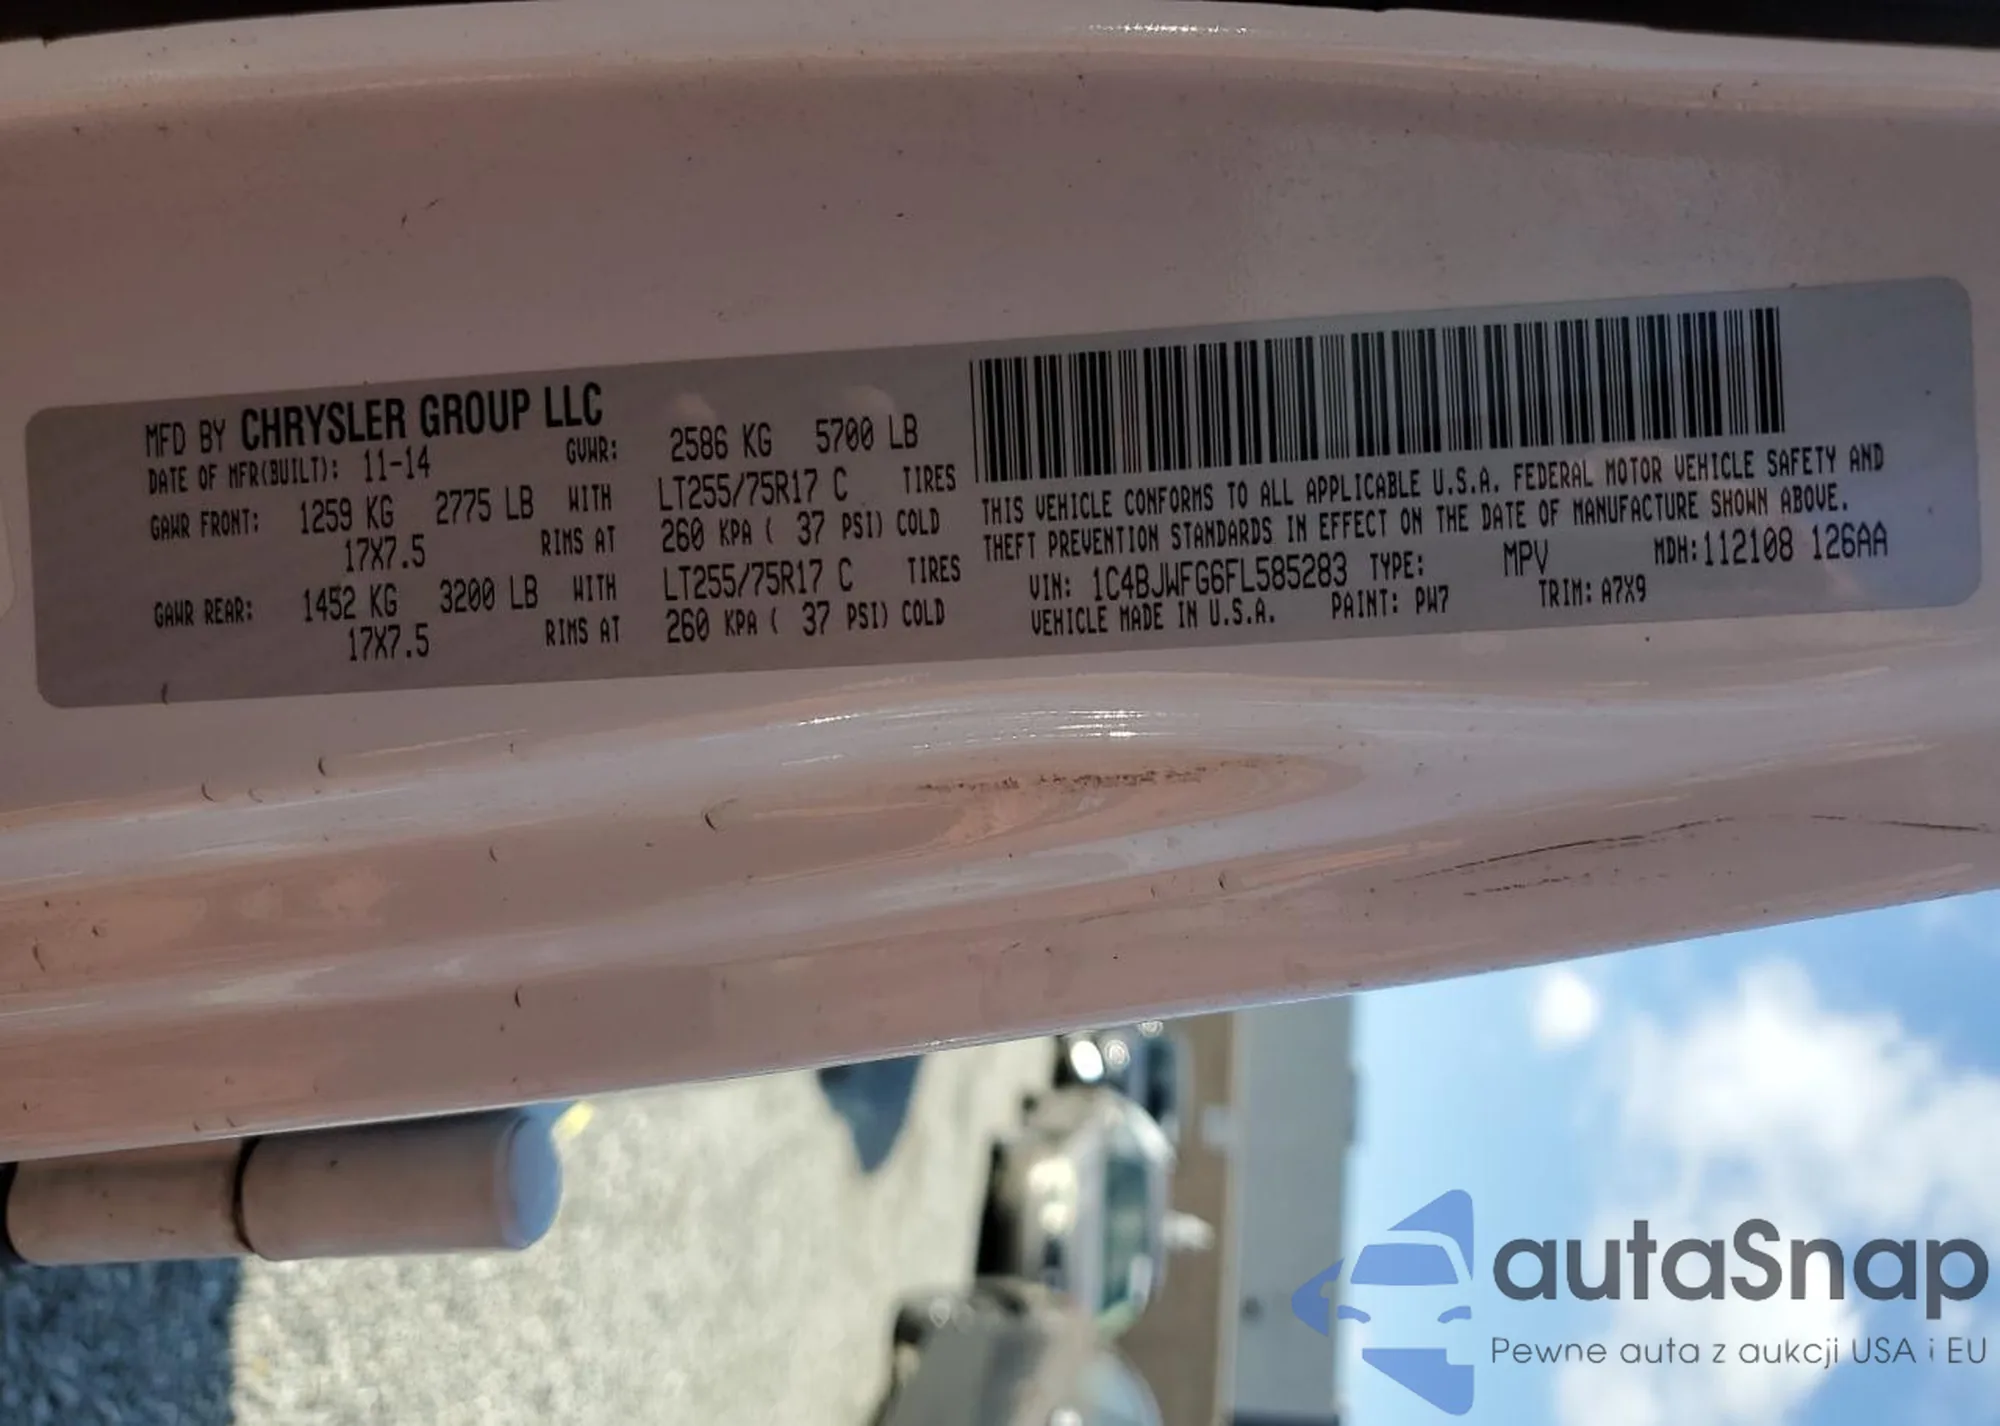 MFD BY CHRYSLER GROUP LLC
DATE OF MFR(BUILT): 11-14 GVWR: 2586 KG 5700 LB
GAWR FRONT: 1259 KG 2775 LB WITH LT255/75R17 C TIRES
17X7.5 RIMS AT 260 KPA ( 37 PSI) COLD
GAWR REAR: 1452 KG 3200 LB WITH LT255/75R17 C TIRES
17X7.5 RIMS AT 260 KPA ( 37 PSI) COLD
THIS VEHICLE CONFORMS TO ALL APPLICABLE U.S.A. FEDERAL MOTOR VEHICLE SAFETY AND
THEFT PREVENTION STANDARDS IN EFFECT ON THE DATE OF MANUFACTURE SHOWN ABOVE.
VIN: 1C4BJWFG6FL585283 TYPE: MPV MDH:112108 126AA
VEHICLE MADE IN U.S.A. PAINT: PW7 TRIM: A7X9
autaSnap
Pewne auta z aukcji USA i EU